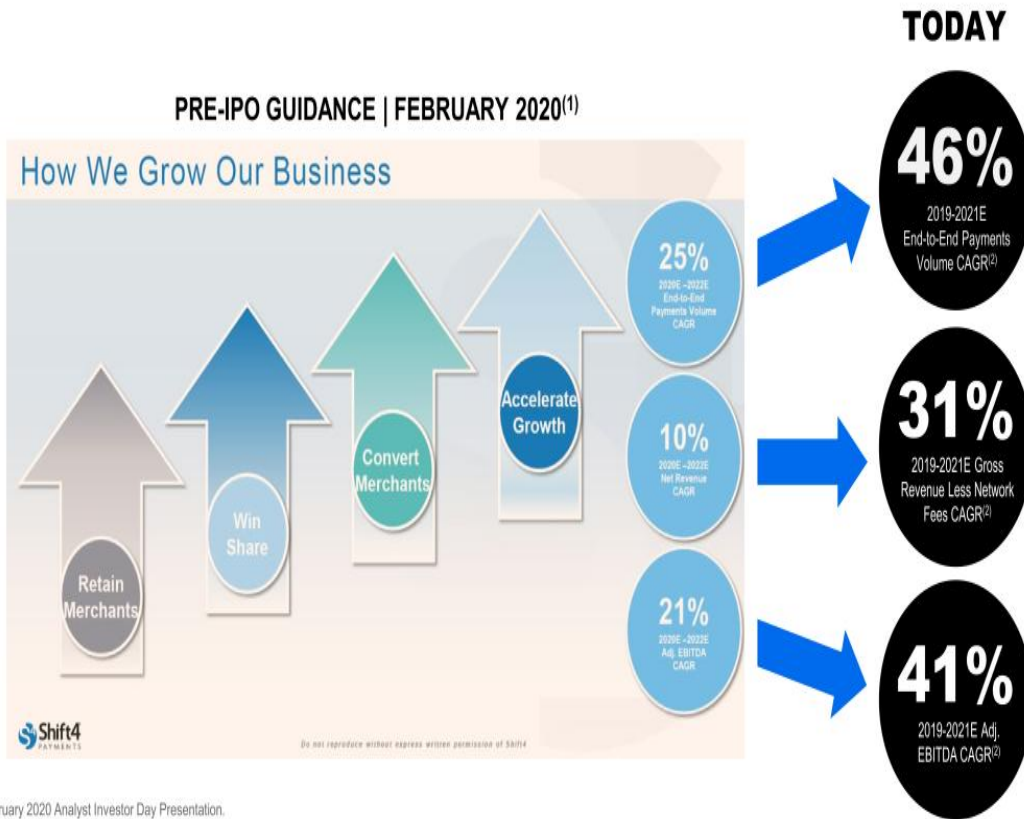 TODAY
PRE-IPO GUIDANCE | FEBRUARY 2020(1)
How We Grow Our Business
Retain
Merchants
Win
Share
Convert
Merchants
Accelerate
Growth
25%
2020E –2022E
End-to-End
Payments Volume
CAGR
10%
2020E –2022E
Net Revenue
CAGR
21%
2020E –2022E
Adj. EBITDA
CAGR
46%
2019-2021E
End-to-End Payments
Volume CAGR(2)
31%
2019-2021E Gross
Revenue Less Network
Fees CAGR(2)
41%
2019-2021E Adj.
EBITDA CAGR(2)
Shift4
PAYMENTS
Do not reproduce without express written permission of Shift4
ruary 2020 Analyst Investor Day Presentation.